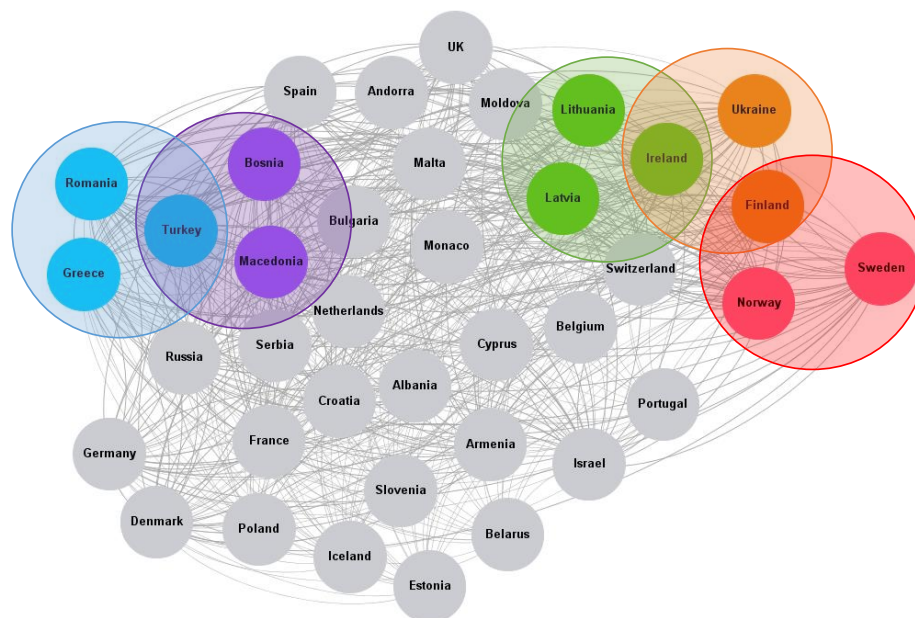 UK
Spain
Andorra
Moldova
Lithuania
Ukraine
Bosnia
Malta
Ireland
Romania
Latvia
Finland
Turkey
Bulgaria
Monaco
Macedonia
Switzerland
Sweden
Greece
Norway
Netherlands
Belgium
Serbia
Cyprus
Russia
Albania
Croatia
Portugal
France
Armenia
Germany
Israel
Slovenia
Denmark
Poland
Belarus
Iceland
Estonia